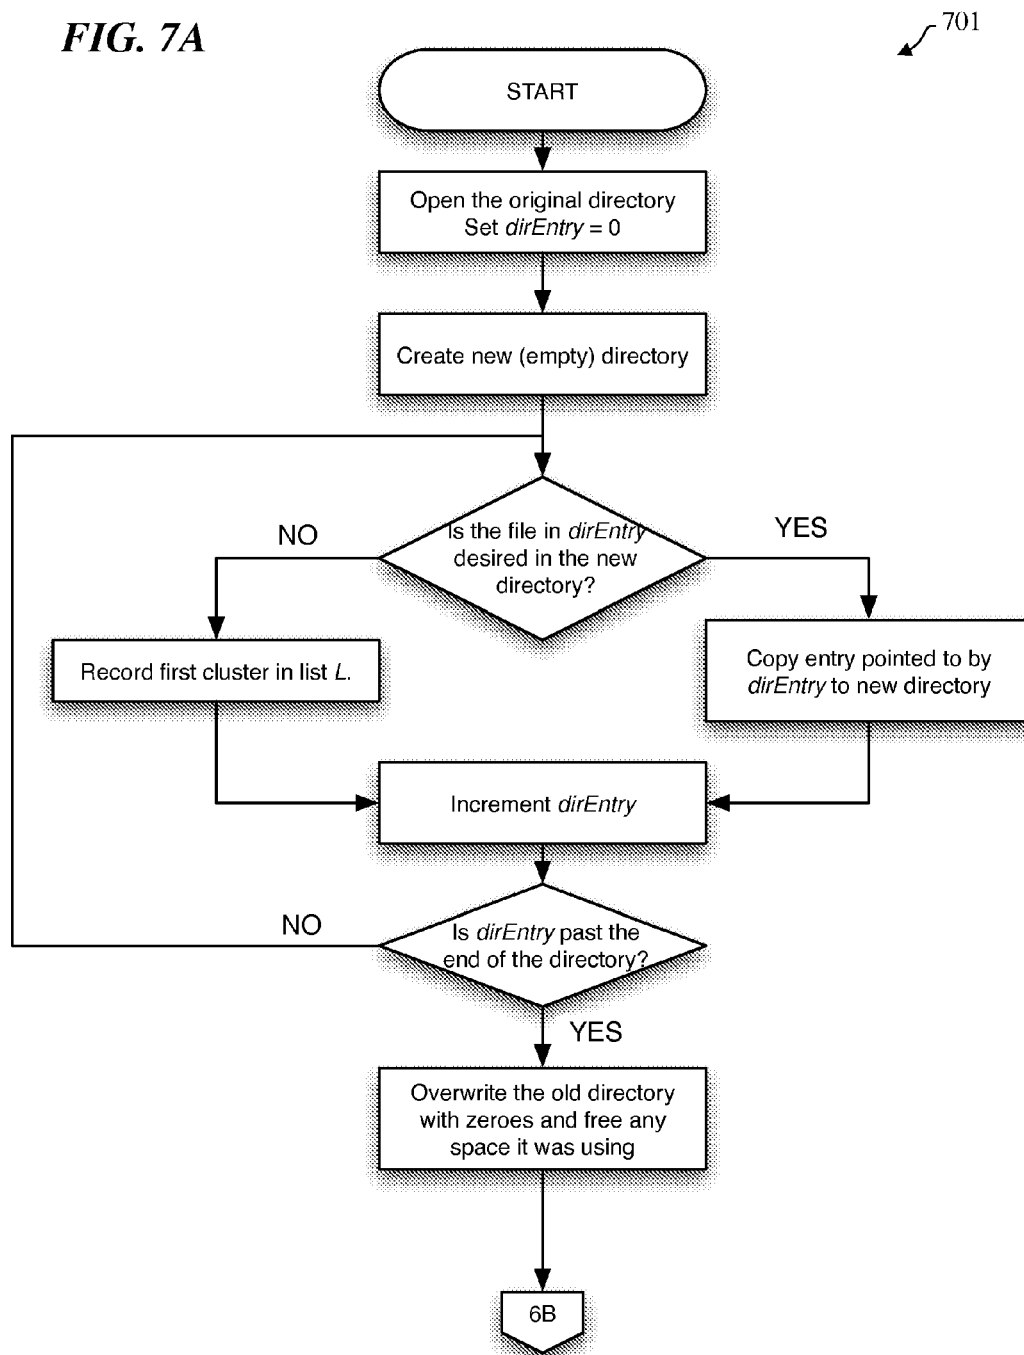 FIG. 7A
701
START
Open the original directory
Set dirEntry = 0
Create new (empty) directory
Is the file in dirEntry
desired in the new
directory?
NO
YES
Record first cluster in list L.
Copy entry pointed to by
dirEntry to new directory
Increment dirEntry
Is dirEntry past the
end of the directory?
NO
YES
Overwrite the old directory
with zeroes and free any
space it was using
6B